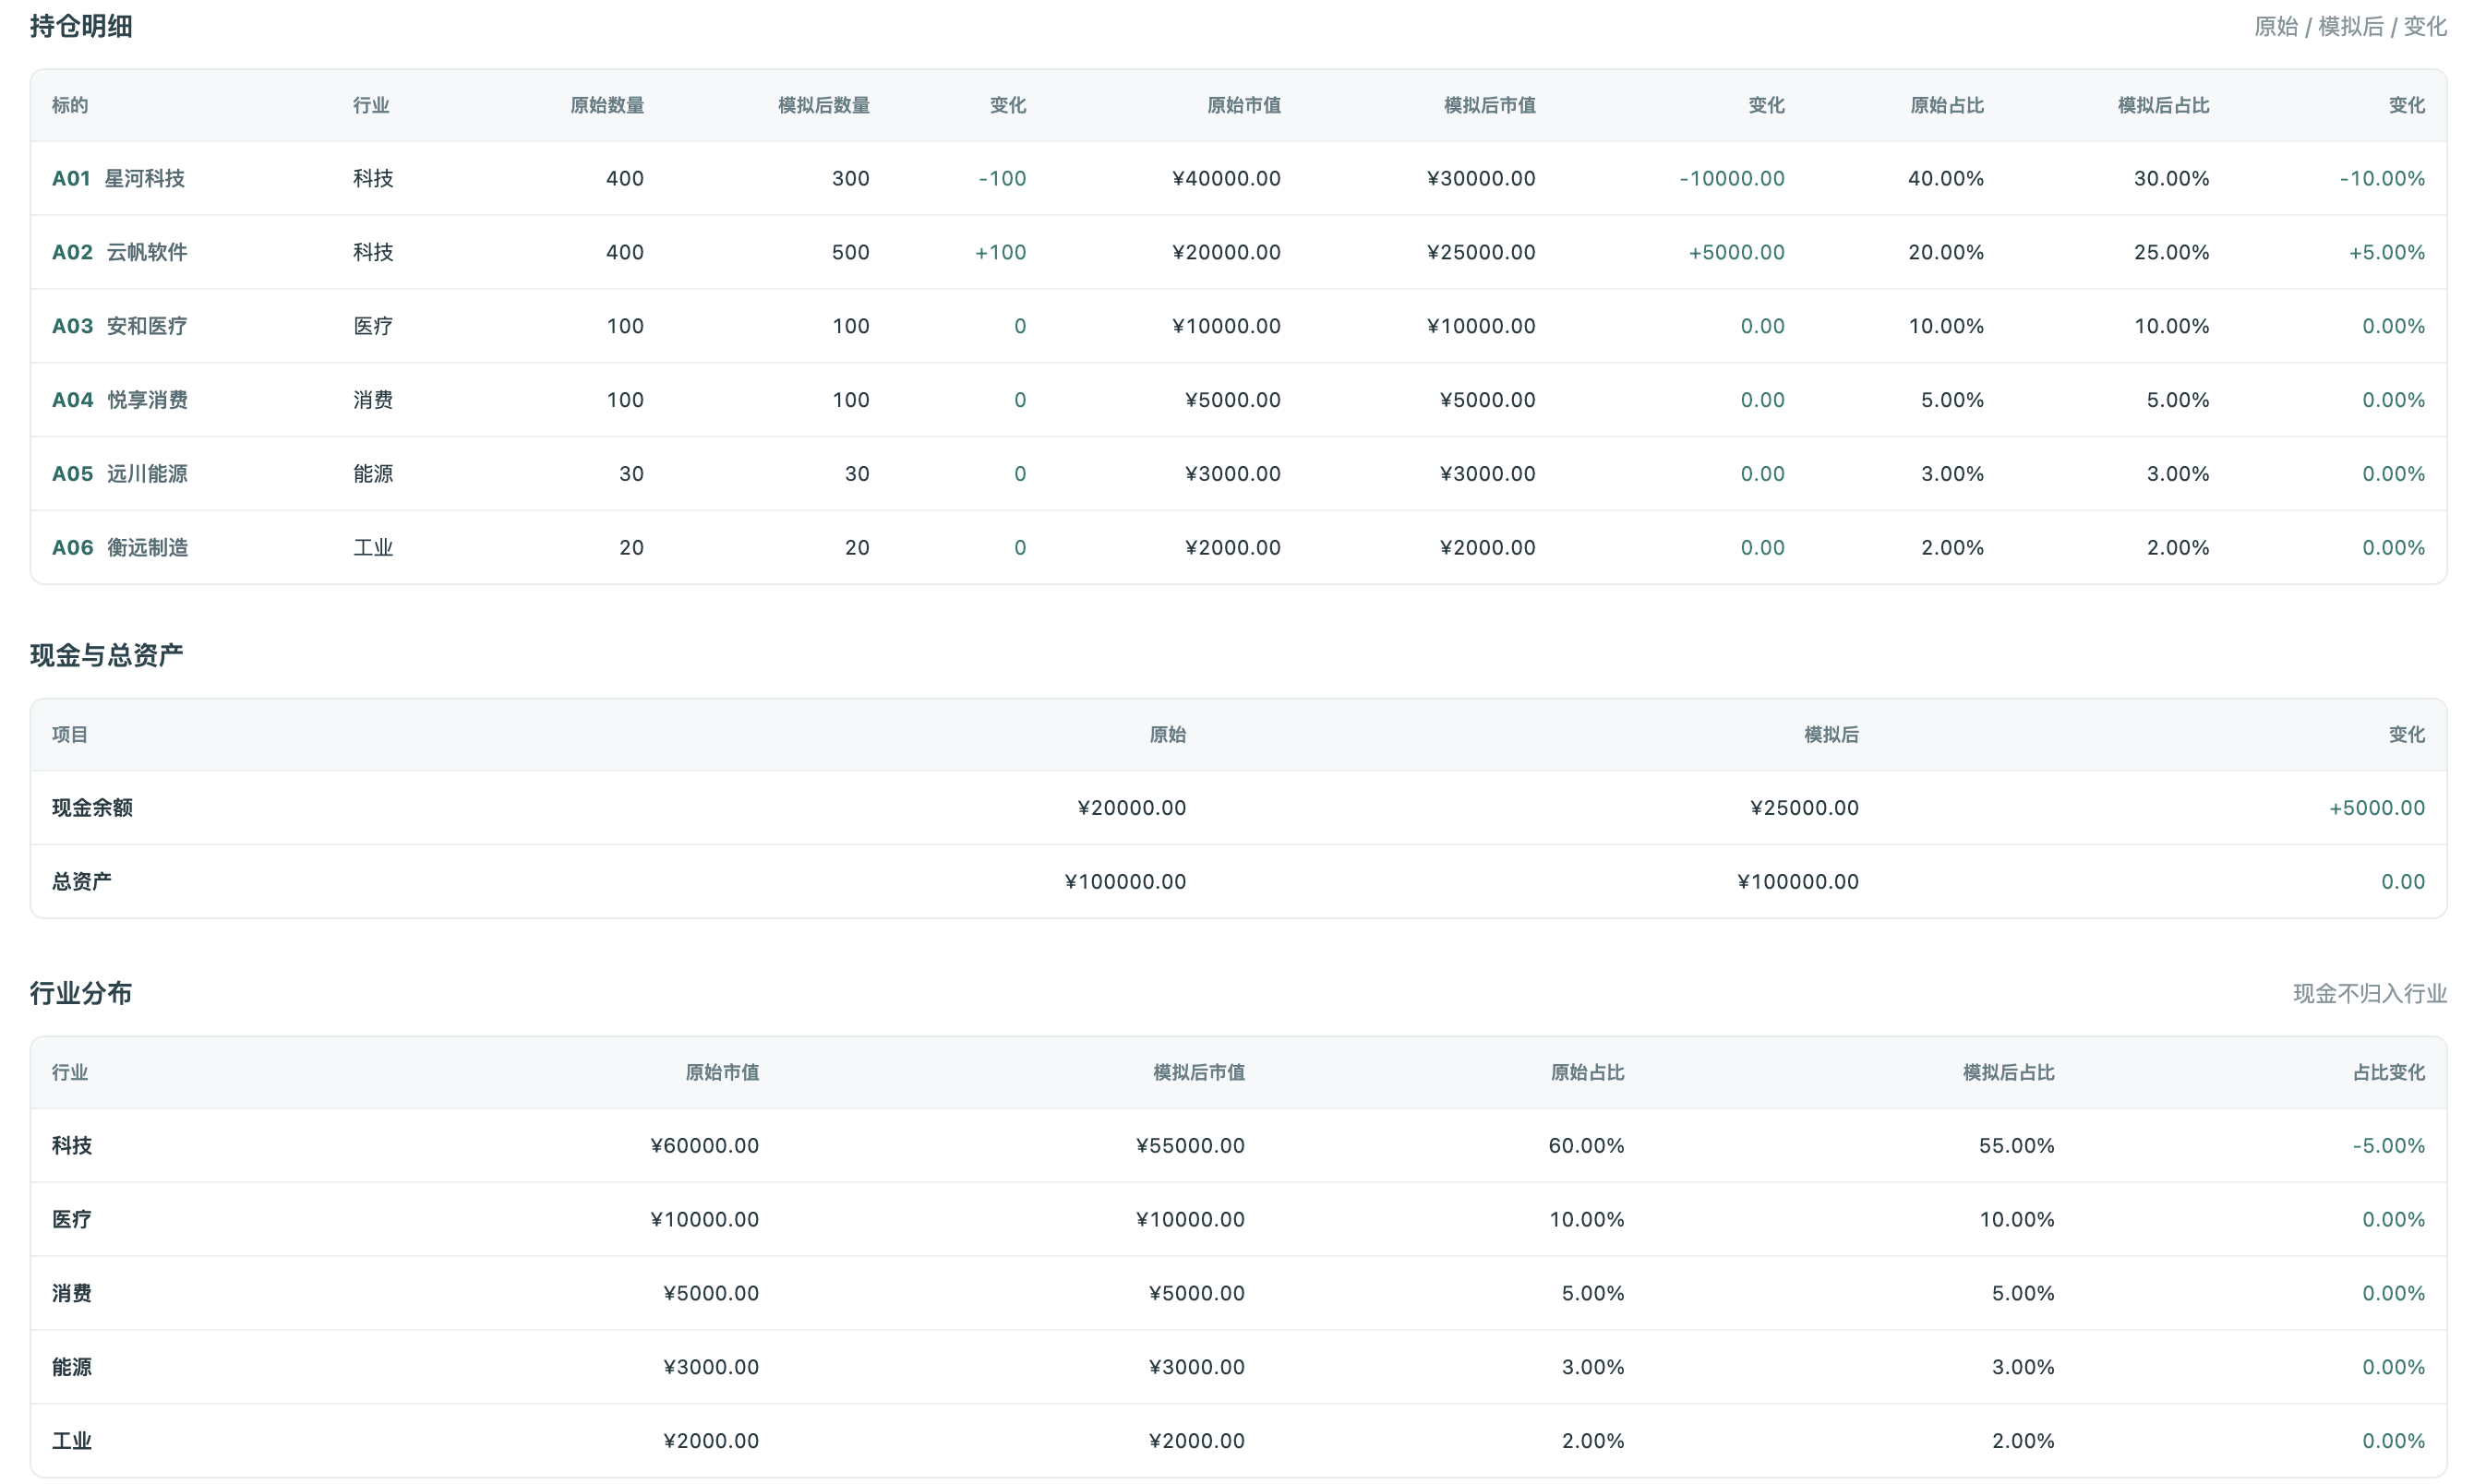 持仓明细 原始 / 模拟后 / 变化
标的 行业 原始数量 模拟后数量 变化 原始市值 模拟后市值 变化 原始占比 模拟后占比 变化
A01 星河科技 科技 400 300 -100 ¥40000.00 ¥30000.00 -10000.00 40.00% 30.00% -10.00%
A02 云帆软件 科技 400 500 +100 ¥20000.00 ¥25000.00 +5000.00 20.00% 25.00% +5.00%
A03 安和医疗 医疗 100 100 0 ¥10000.00 ¥10000.00 0.00 10.00% 10.00% 0.00%
A04 悦享消费 消费 100 100 0 ¥5000.00 ¥5000.00 0.00 5.00% 5.00% 0.00%
A05 远川能源 能源 30 30 0 ¥3000.00 ¥3000.00 0.00 3.00% 3.00% 0.00%
A06 衡远制造 工业 20 20 0 ¥2000.00 ¥2000.00 0.00 2.00% 2.00% 0.00%
现金与总资产
项目 原始 模拟后 变化
现金余额 ¥20000.00 ¥25000.00 +5000.00
总资产 ¥100000.00 ¥100000.00 0.00
行业分布 现金不归入行业
行业 原始市值 模拟后市值 原始占比 模拟后占比 占比变化
科技 ¥60000.00 ¥55000.00 60.00% 55.00% -5.00%
医疗 ¥10000.00 ¥10000.00 10.00% 10.00% 0.00%
消费 ¥5000.00 ¥5000.00 5.00% 5.00% 0.00%
能源 ¥3000.00 ¥3000.00 3.00% 3.00% 0.00%
工业 ¥2000.00 ¥2000.00 2.00% 2.00% 0.00%